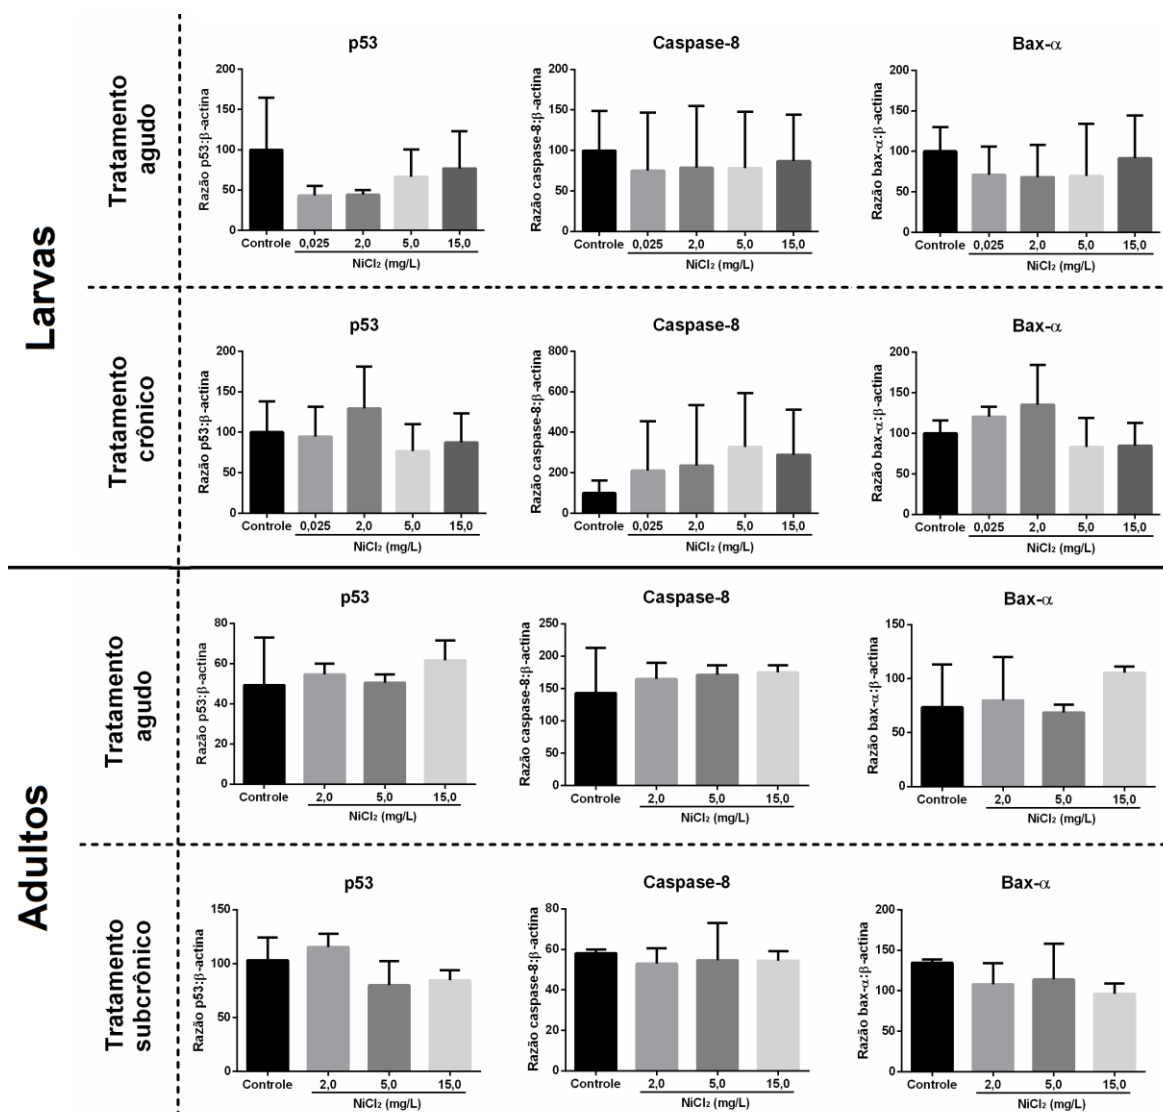 Larvas
Tratamento
agudo
p53
Razão p53:β-actina
200
150
100
50
0
Controle 0,025 2,0 5,0 15,0
NiCl₂ (mg/L)
Caspase-8
Razão caspase-8:β-actina
200
150
100
50
0
Controle 0,025 2,0 5,0 15,0
NiCl₂ (mg/L)
Bax-α
Razão bax-α:β-actina
200
150
100
50
0
Controle 0,025 2,0 5,0 15,0
NiCl₂ (mg/L)
Tratamento
crônico
p53
Razão p53:β-actina
200
150
100
50
0
Controle 0,025 2,0 5,0 15,0
NiCl₂ (mg/L)
Caspase-8
Razão caspase-8:β-actina
800
600
400
200
0
Controle 0,025 2,0 5,0 15,0
NiCl₂ (mg/L)
Bax-α
Razão bax-α:β-actina
200
150
100
50
0
Controle 0,025 2,0 5,0 15,0
NiCl₂ (mg/L)
Adultos
Tratamento
agudo
p53
Razão p53:β-actina
80
60
40
20
0
Controle 2,0 5,0 15,0
NiCl₂ (mg/L)
Caspase-8
Razão caspase-8:β-actina
250
200
150
100
50
0
Controle 2,0 5,0 15,0
NiCl₂ (mg/L)
Bax-α
Razão bax-α:β-actina
150
100
50
0
Controle 2,0 5,0 15,0
NiCl₂ (mg/L)
Tratamento
subcrônico
p53
Razão p53:β-actina
150
100
50
0
Controle 2,0 5,0 15,0
NiCl₂ (mg/L)
Caspase-8
Razão caspase-8:β-actina
80
60
40
20
0
Controle 2,0 5,0 15,0
NiCl₂ (mg/L)
Bax-α
Razão bax-α:β-actina
200
150
100
50
0
Controle 2,0 5,0 15,0
NiCl₂ (mg/L)